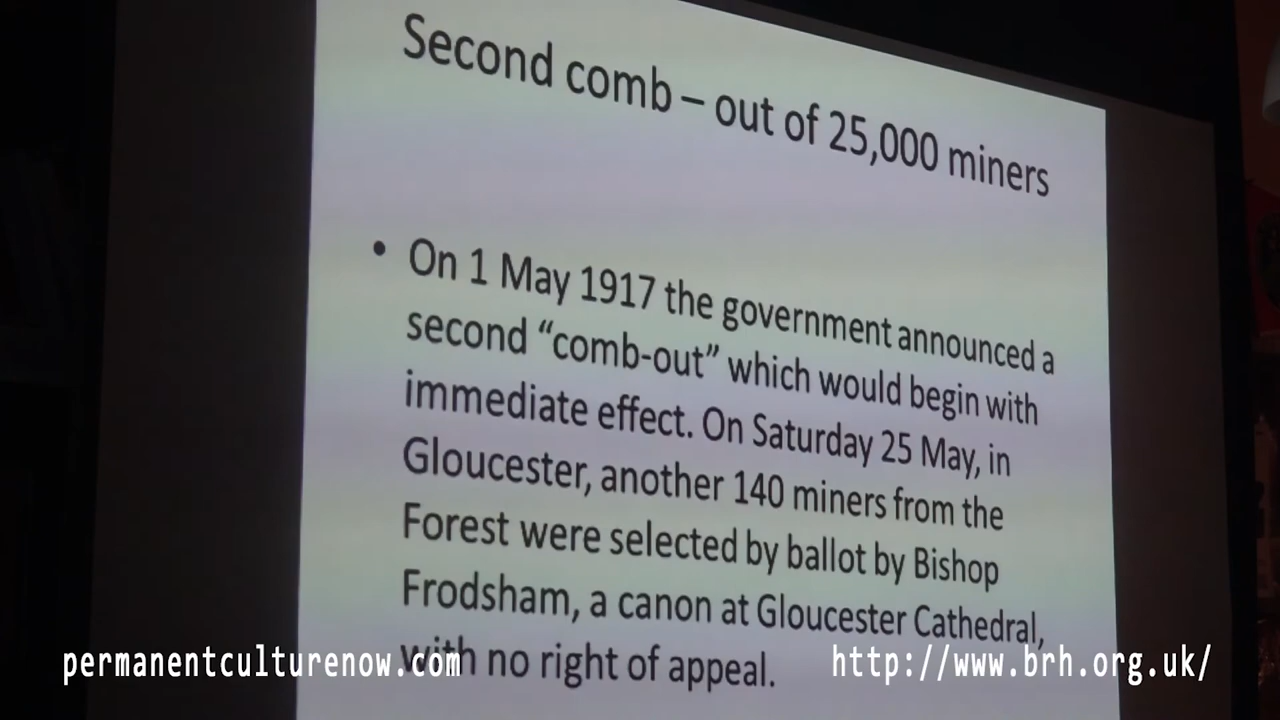 Second comb – out of 25,000 miners
• On 1 May 1917 the government announced a
second “comb-out” which would begin with
immediate effect. On Saturday 25 May, in
Gloucester, another 140 miners from the
Forest were selected by ballot by Bishop
Frodsham, a canon at Gloucester Cathedral,
with no right of appeal.
permanentculturenow.com
http://www.brh.org.uk/